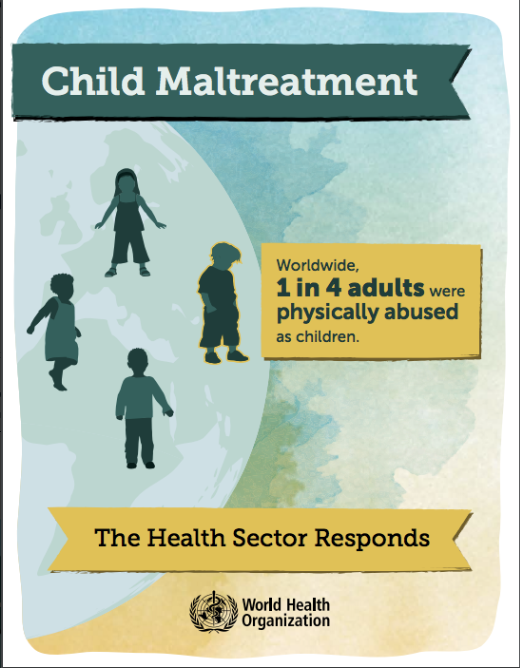 Child Maltreatment
Worldwide,
1 in 4 adults were
physically abused
as children.
The Health Sector Responds
World Health
Organization